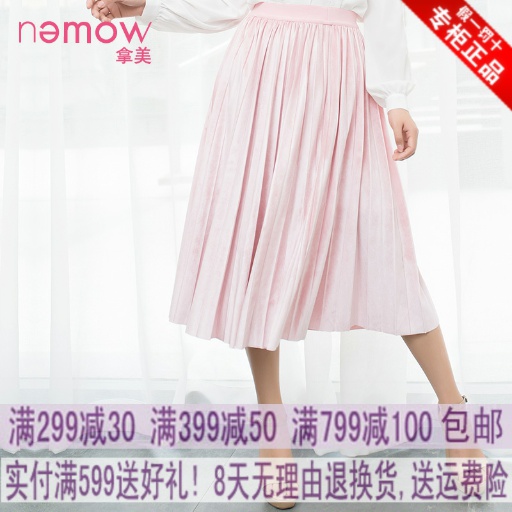 nemow
拿美
假一罚十
专柜正品
满299减30 满399减50 满799减100 包邮
实付满599送好礼! 8天无理由退换货,送运费险